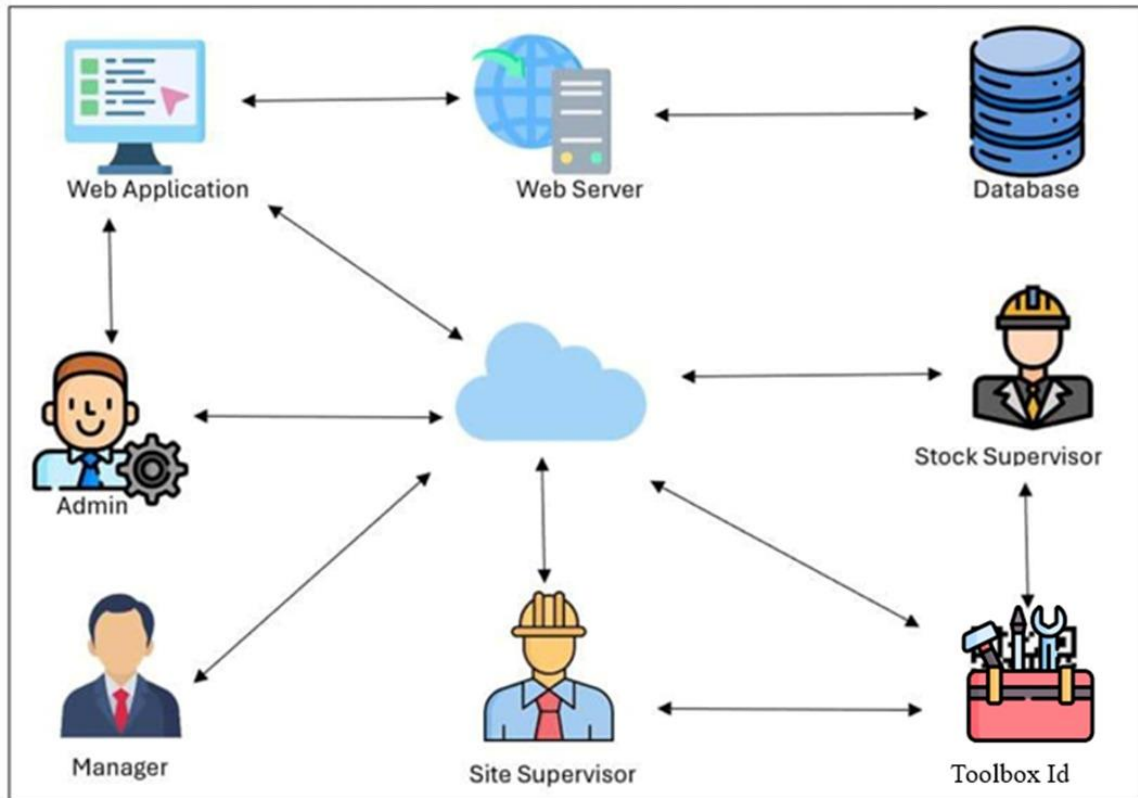 Web Application
Web Server
Database
Stock Supervisor
Admin
Manager
Site Supervisor
Toolbox Id